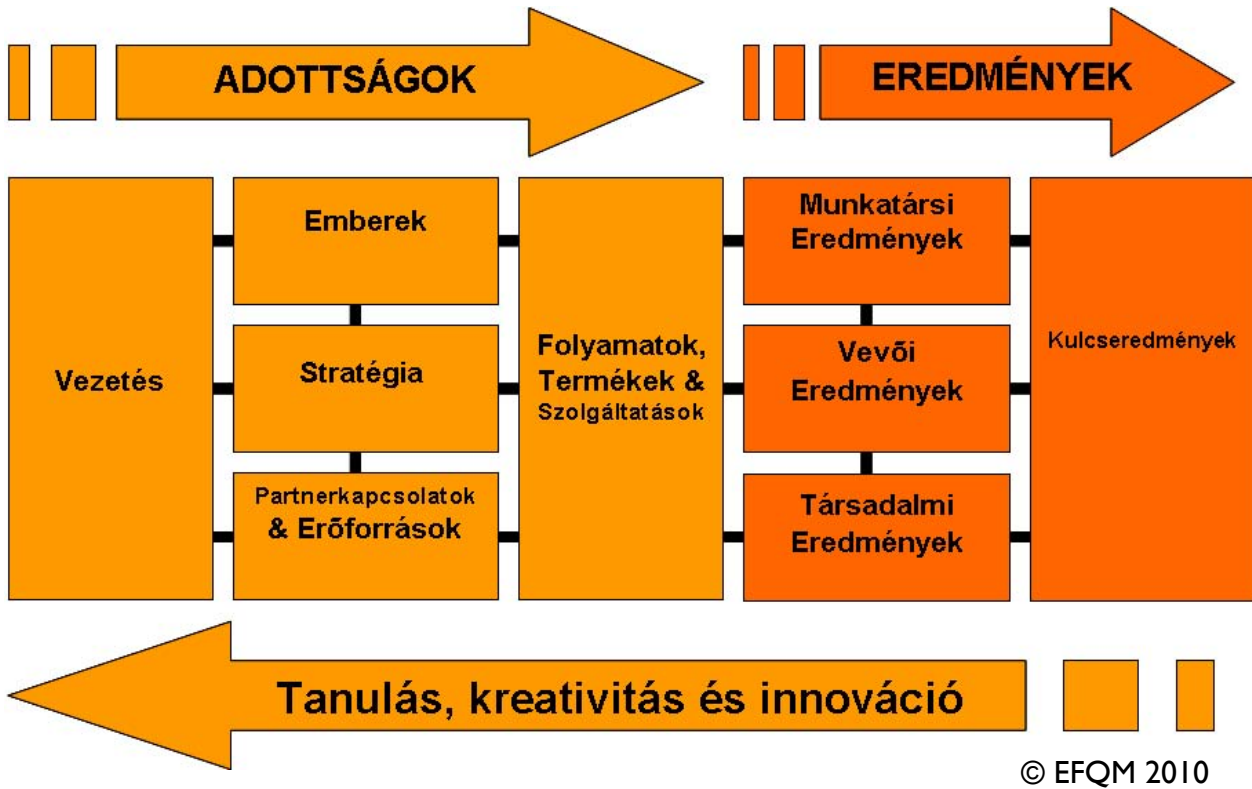 ADOTTSÁGOK
EREDMÉNYEK
Vezetés
Emberek
Stratégia
Partnerkapcsolatok
& Erőforrások
Folyamatok,
Termékek &
Szolgáltatások
Munkatársi
Eredmények
Vevői
Eredmények
Társadalmi
Eredmények
Kulcseredmények
Tanulás, kreativitás és innováció
© EFQM 2010